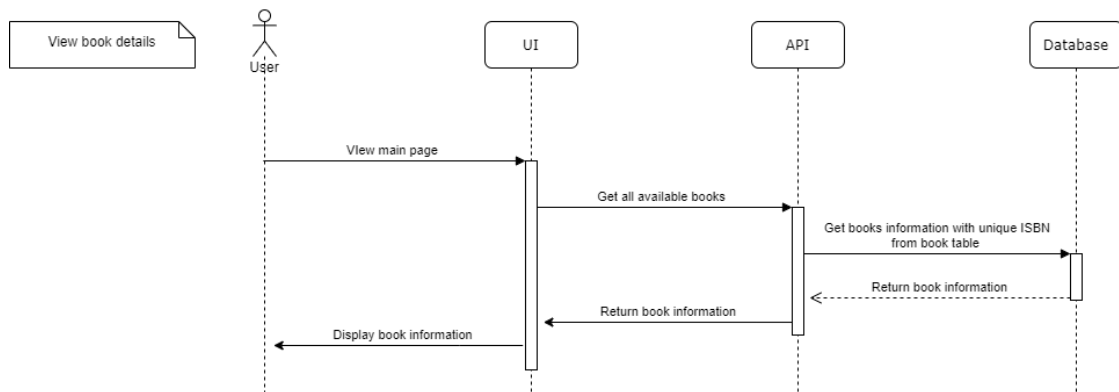 View book details
User
UI
API
Database
VIew main page
Get all available books
Get books information with unique ISBN
from book table
Return book information
Return book information
Display book information